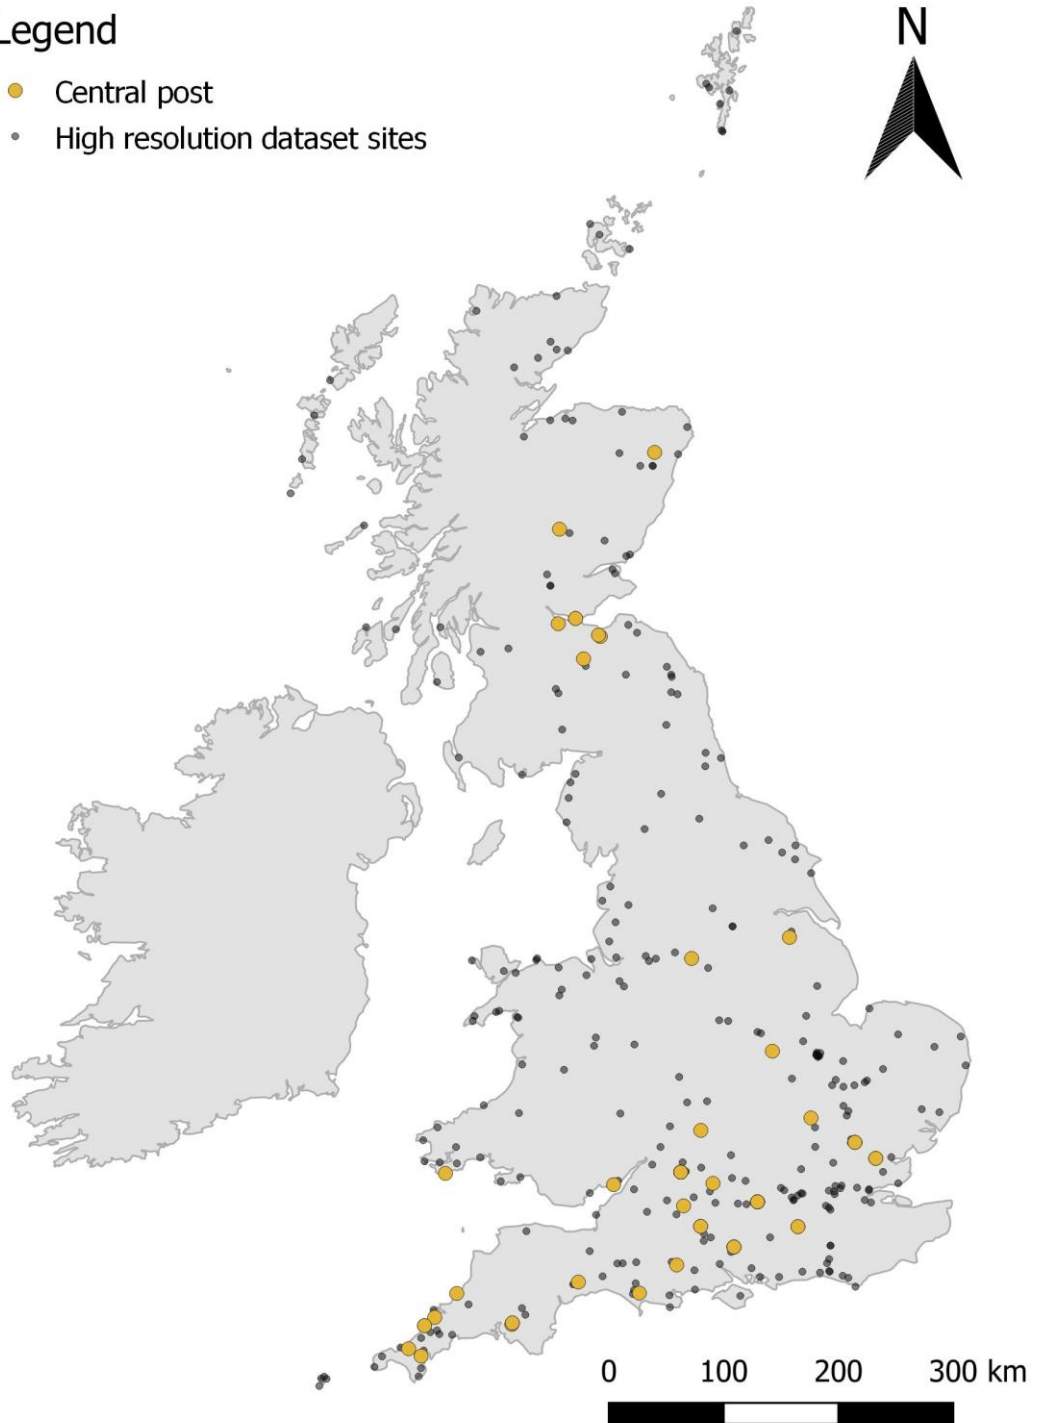 Legend
N
Central post
High resolution dataset sites
0 100 200 300 km